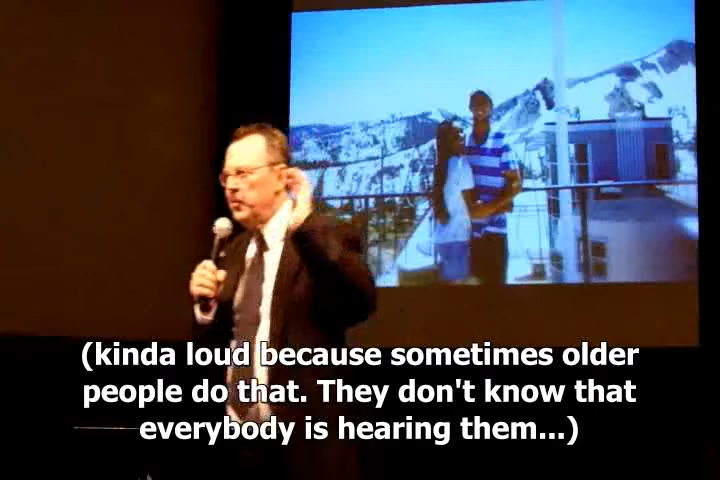 (kinda loud because sometimes older
people do that. They don't know that
everybody is hearing them...)